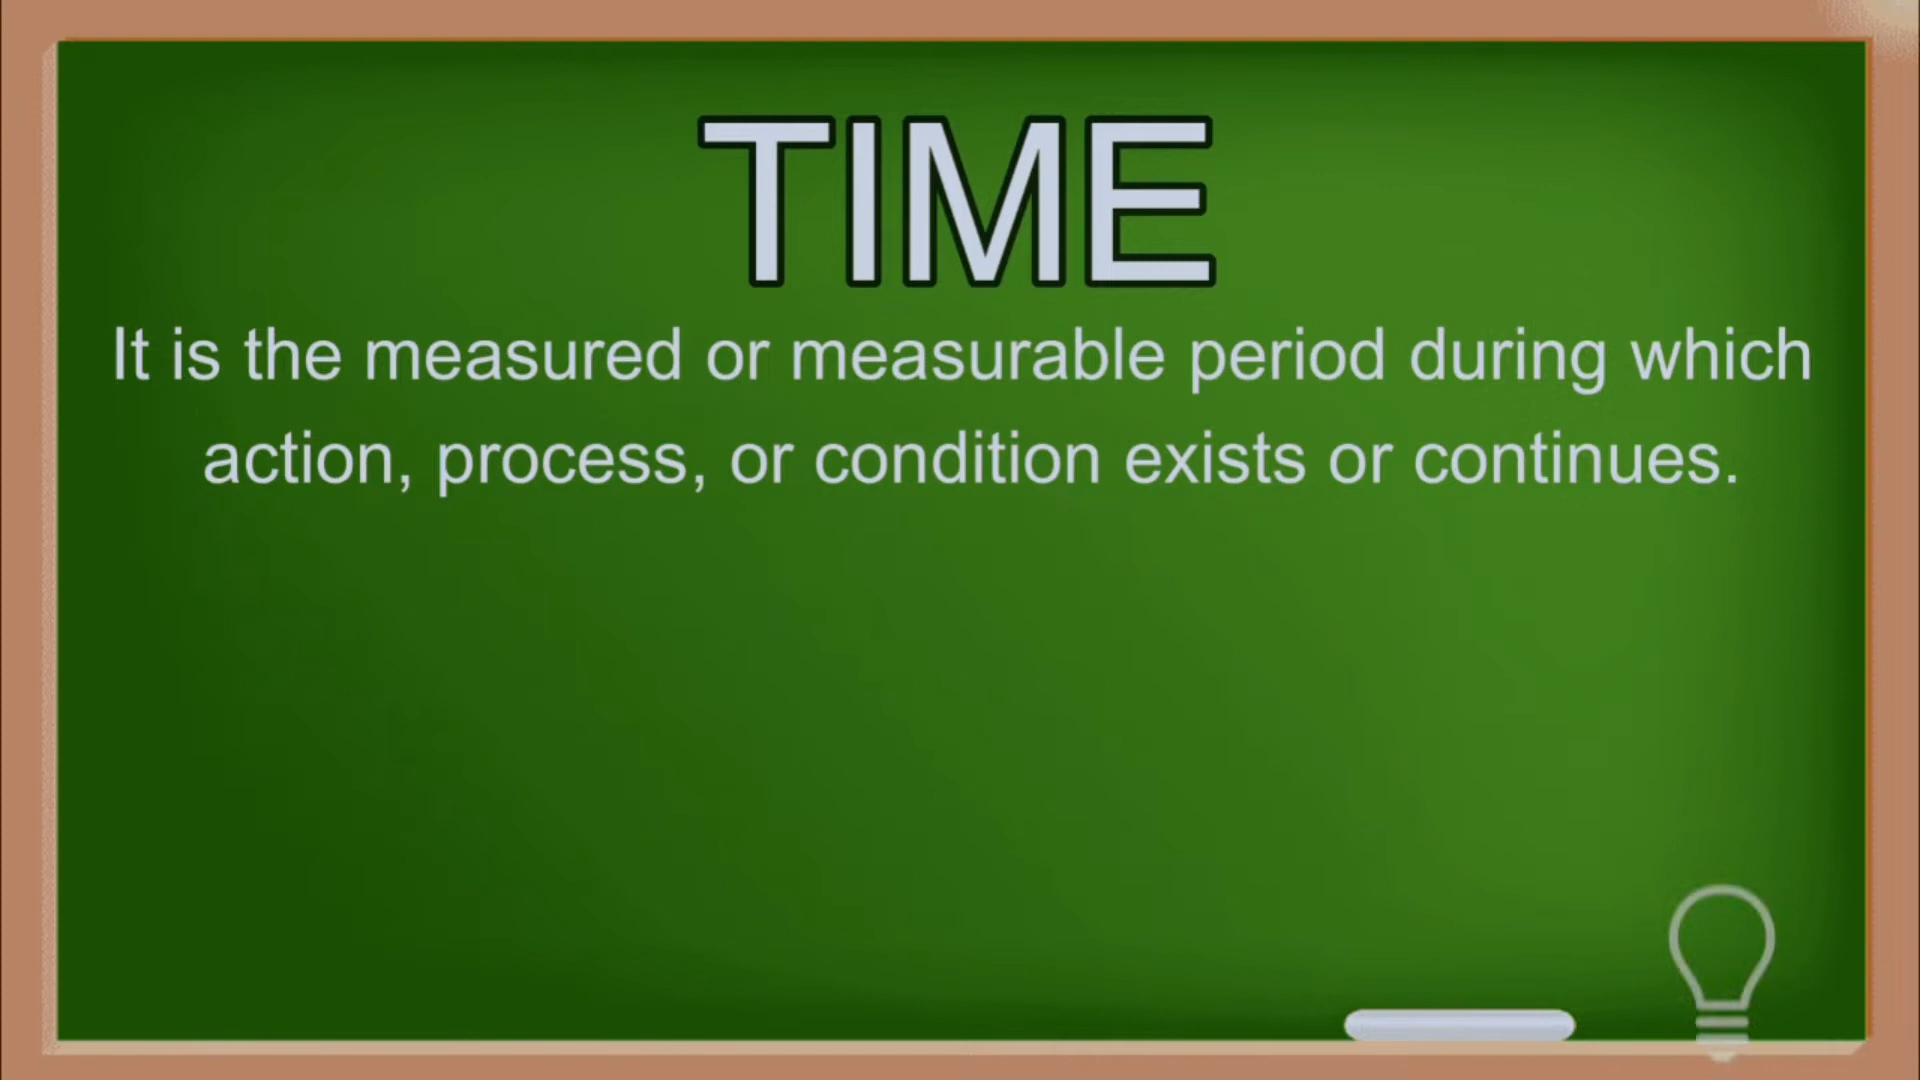 TIME
It is the measured or measurable period during which
action, process, or condition exists or continues.